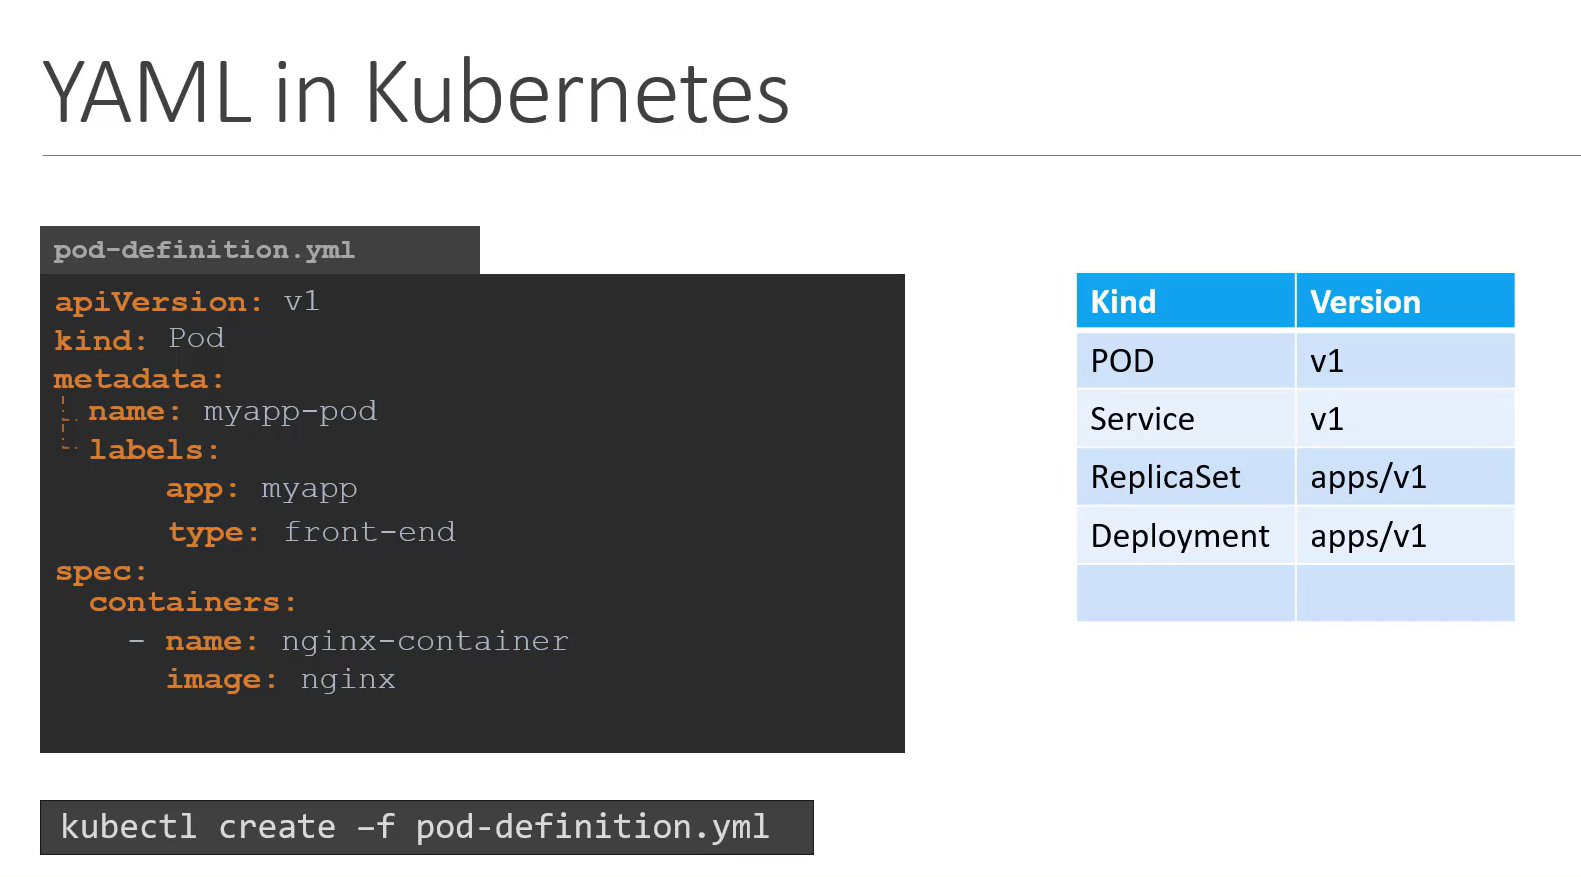 YAML in Kubernetes
pod-definition.yml
apiVersion: v1
kind: Pod
metadata:
name: myapp-pod
labels:
app: myapp
type: front-end
spec:
containers:
- name: nginx-container
image: nginx
Kind Version
POD v1
Service v1
ReplicaSet apps/v1
Deployment apps/v1
kubectl create –f pod-definition.yml